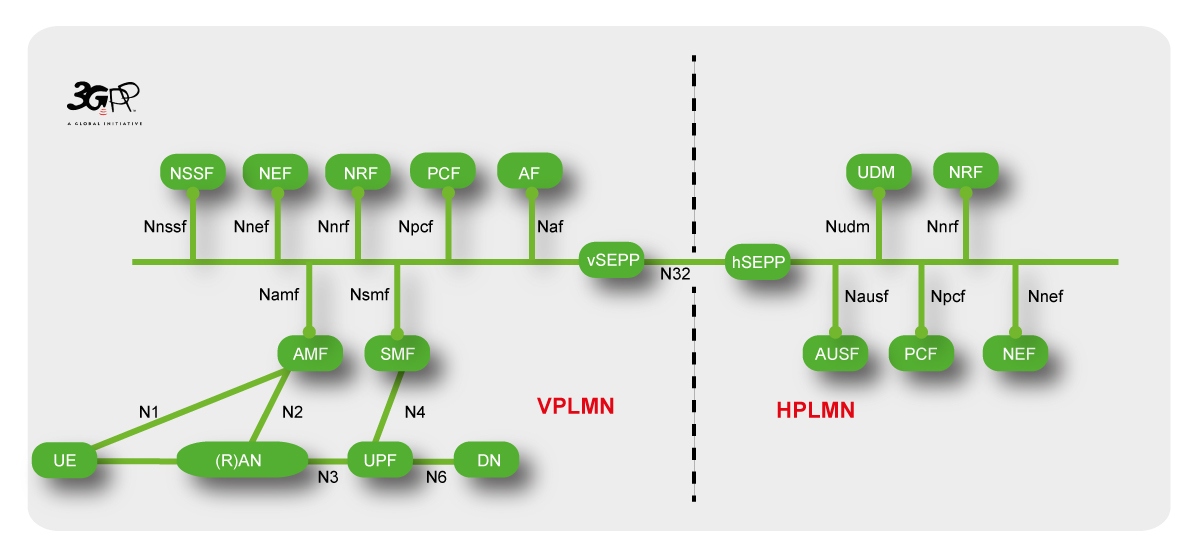 3GPP
A GLOBAL INITIATIVE
NSSF NEF NRF PCF AF UDM NRF
Nnssf Nnef Nnrf Npcf Naf Nudm Nnrf
vSEPP N32 hSEPP
Namf Nsmf Nausf Npcf Nnef
AMF SMF AUSF PCF NEF
N1 N2 N4 VPLMN HPLMN
UE (R)AN N3 UPF N6 DN